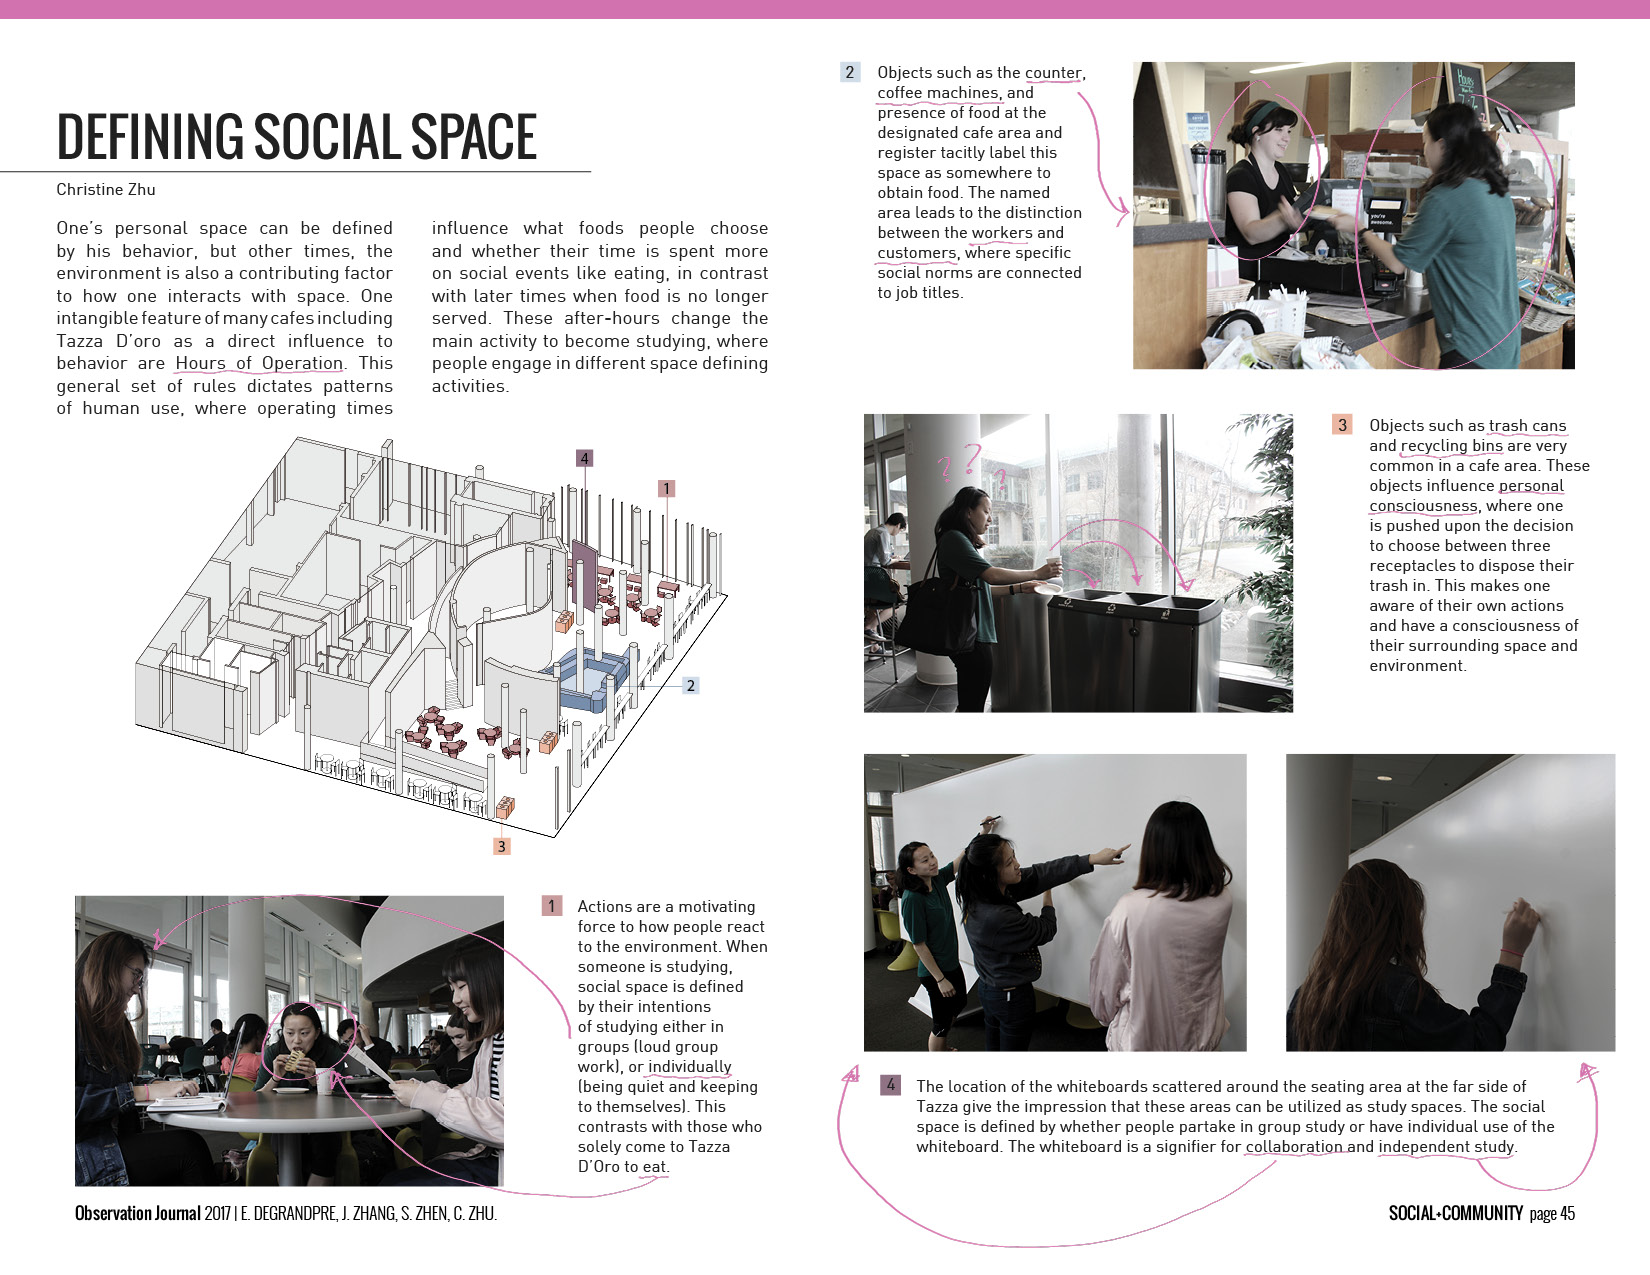 DEFINING SOCIAL SPACE
Christine Zhu
One's personal space can be defined
by his behavior, but other times, the
environment is also a contributing factor
to how one interacts with space. One
intangible feature of many cafes including
Tazza D'oro as a direct influence to
behavior are Hours of Operation. This
general set of rules dictates patterns
of human use, where operating times
influence what foods people choose
and whether their time is spent more
on social events like eating, in contrast
with later times when food is no longer
served. These after-hours change the
main activity to become studying, where
people engage in different space defining
activities.
4
1
2
3
1
Actions are a motivating
force to how people react
to the environment. When
someone is studying,
social space is defined
by their intentions
of studying either in
groups (loud group
work), or individually
(being quiet and keeping
to themselves). This
contrasts with those who
solely come to Tazza
D'Oro to eat.
Observation Journal 2017 | E. DEGRANDPRE, J. ZHANG, S. ZHEN, C. ZHU.
2
Objects such as the counter,
coffee machines, and
presence of food at the
designated cafe area and
register tacitly label this
space as somewhere to
obtain food. The named
area leads to the distinction
between the workers and
customers, where specific
social norms are connected
to job titles.
Hours
you're
awesome.
? ? ?
3
Objects such as trash cans
and recycling bins are very
common in a cafe area. These
objects influence personal
consciousness, where one
is pushed upon the decision
to choose between three
receptacles to dispose their
trash in. This makes one
aware of their own actions
and have a consciousness of
their surrounding space and
environment.
4
The location of the whiteboards scattered around the seating area at the far side of
Tazza give the impression that these areas can be utilized as study spaces. The social
space is defined by whether people partake in group study or have individual use of the
whiteboard. The whiteboard is a signifier for collaboration and independent study.
SOCIAL+COMMUNITY page 45